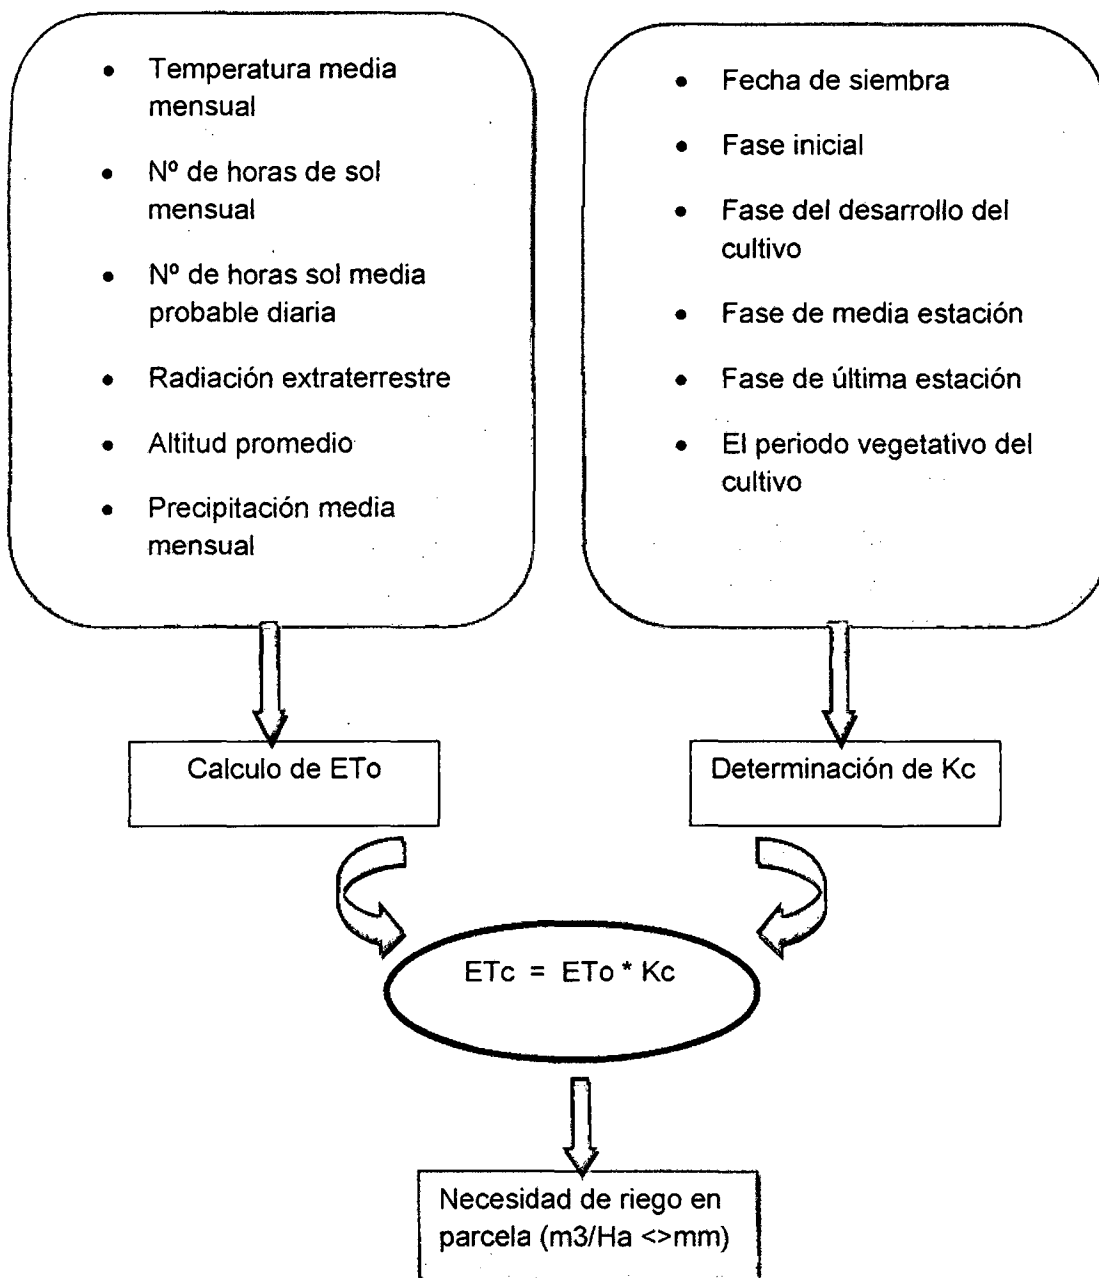 • Temperatura media
mensual
• Nº de horas de sol
mensual
• Nº de horas sol media
probable diaria
• Radiación extraterrestre
• Altitud promedio
• Precipitación media
mensual
• Fecha de siembra
• Fase inicial
• Fase del desarrollo del
cultivo
• Fase de media estación
• Fase de última estación
• El periodo vegetativo del
cultivo
Calculo de ETo
Determinación de Kc
ETc = ETo * Kc
Necesidad de riego en
parcela (m3/Ha <>mm)